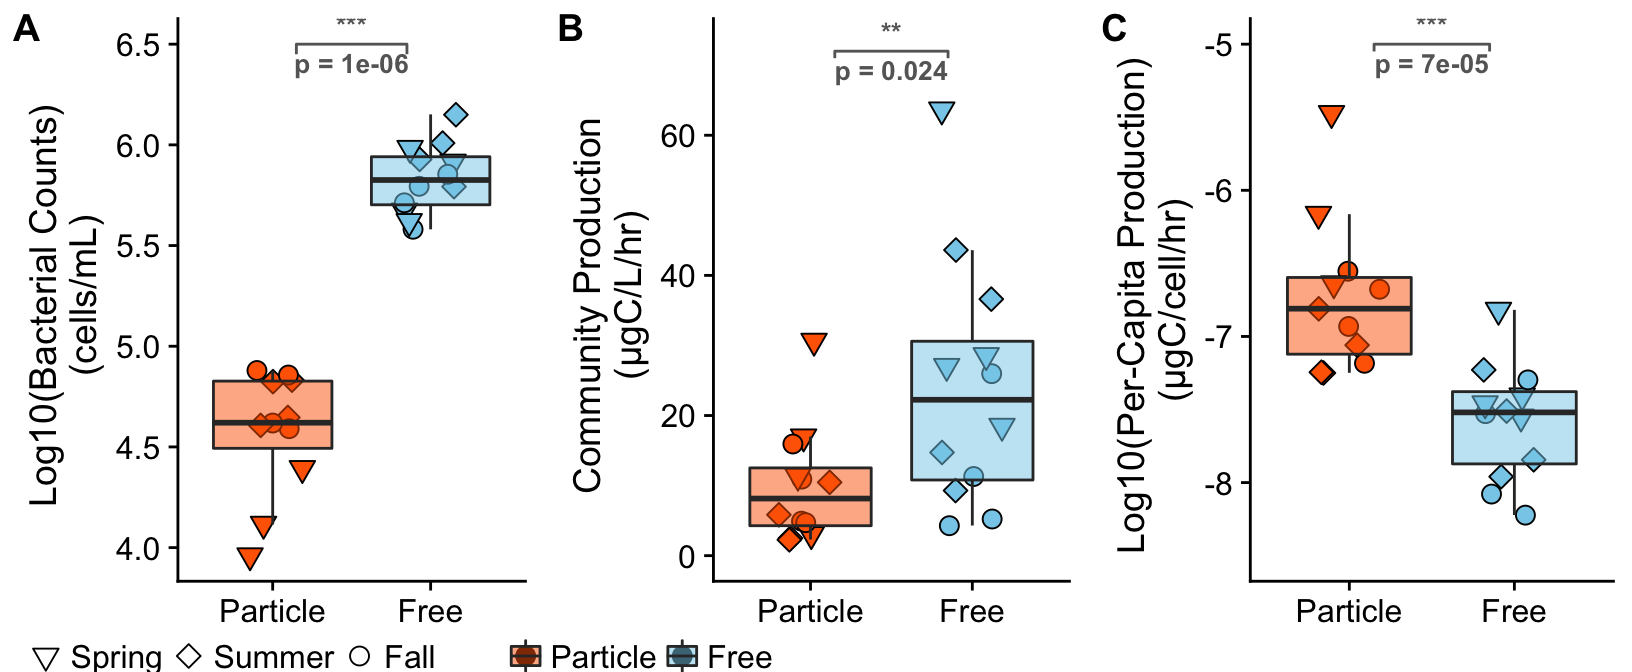 A
Log10(Bacterial Counts)
(cells/mL)
6.5
6.0
5.5
5.0
4.5
4.0
***
p = 1e-06
Particle
Free
B
Community Production
(µgC/L/hr)
60
40
20
0
**
p = 0.024
Particle
Free
C
Log10(Per-Capita Production)
(µgC/cell/hr)
-5
-6
-7
-8
***
p = 7e-05
Particle
Free
Spring Summer Fall Particle Free